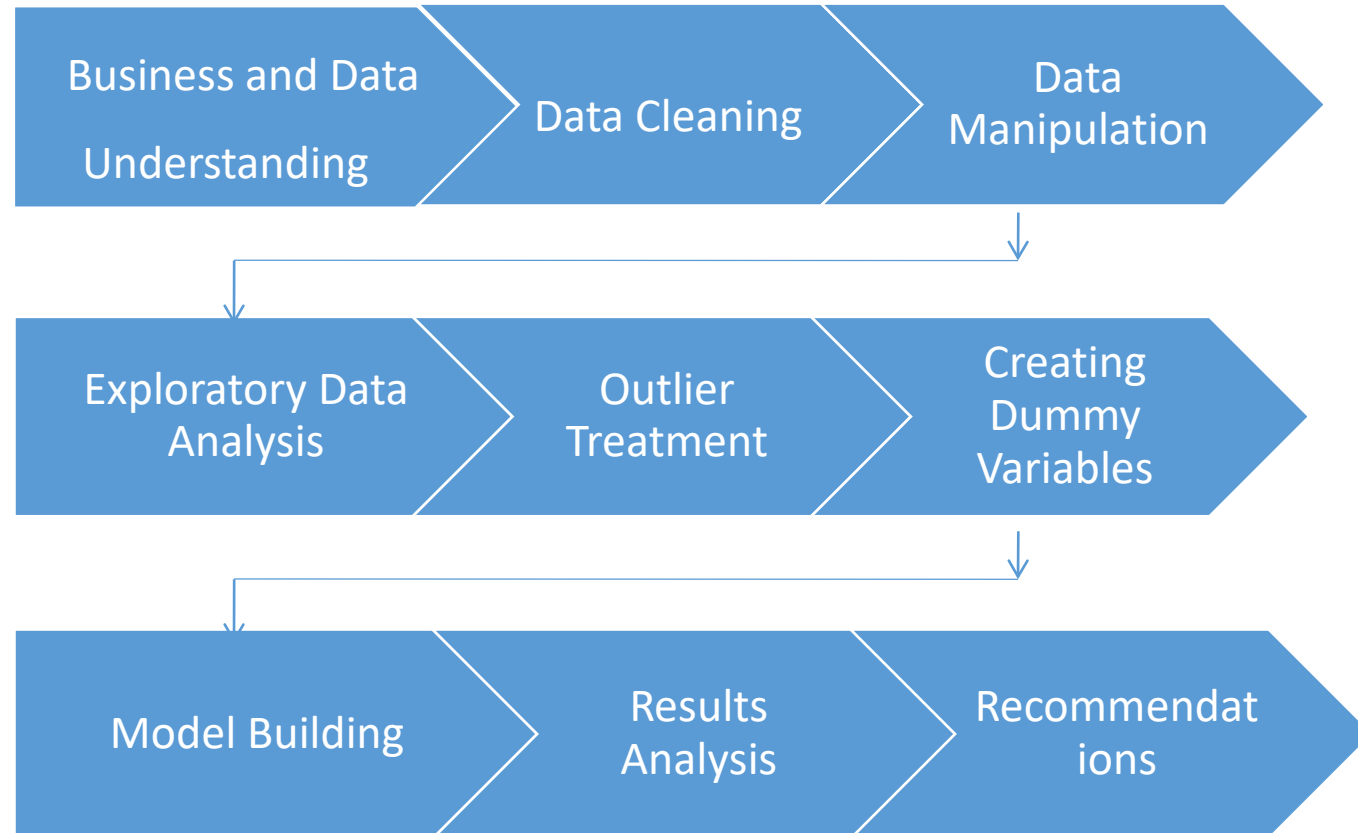 Business and Data
Understanding
Data Cleaning
Data
Manipulation
Exploratory Data
Analysis
Outlier
Treatment
Creating
Dummy
Variables
Model Building
Results
Analysis
Recommendat
ions